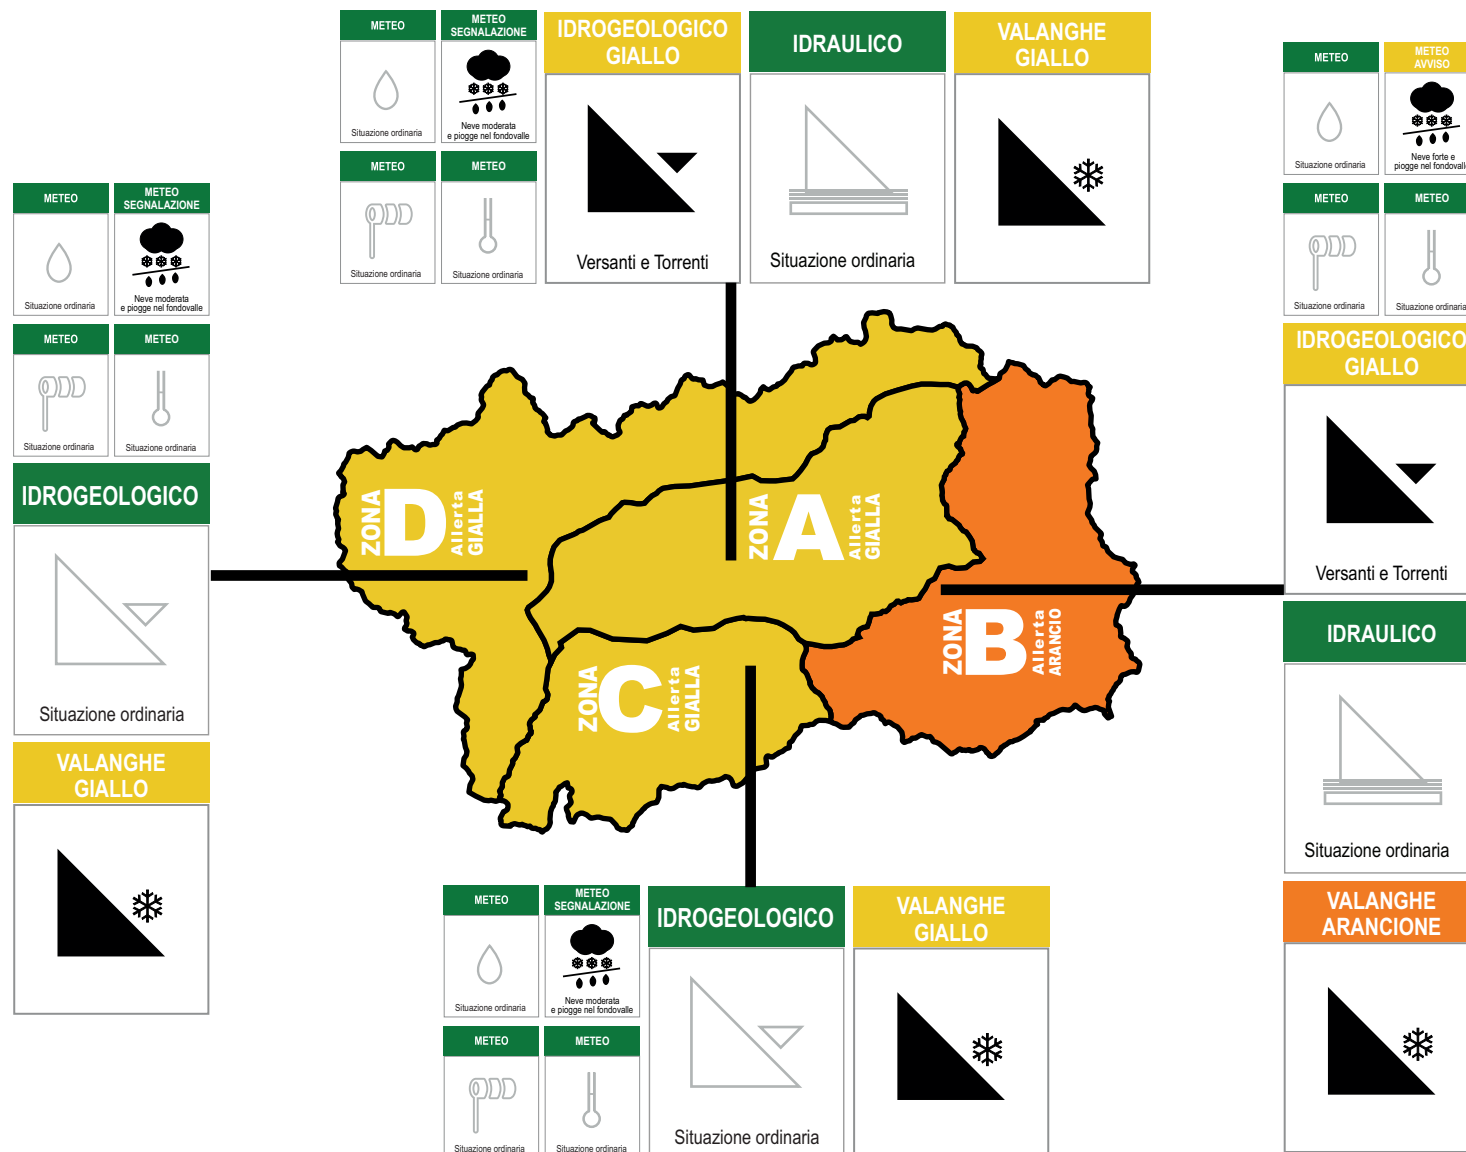 METEO
Situazione ordinaria
METEO
SEGNALAZIONE
Neve moderata
e piogge nel fondovalle
METEO
Situazione ordinaria
METEO
Situazione ordinaria
IDROGEOLOGICO
GIALLO
Versanti e Torrenti
IDRAULICO
Situazione ordinaria
VALANGHE
GIALLO
METEO
Situazione ordinaria
METEO
AVVISO
Neve forte e
piogge nel fondovalle
METEO
Situazione ordinaria
METEO
Situazione ordinaria
IDROGEOLOGICO
GIALLO
Versanti e Torrenti
IDRAULICO
Situazione ordinaria
VALANGHE
ARANCIONE
METEO
Situazione ordinaria
METEO
SEGNALAZIONE
Neve moderata
e piogge nel fondovalle
METEO
Situazione ordinaria
METEO
Situazione ordinaria
IDROGEOLOGICO
Situazione ordinaria
VALANGHE
GIALLO
ZONA
D
Allerta
GIALLA
ZONA
A
Allerta
GIALLA
ZONA
B
Allerta
ARANCIO
ZONA
C
Allerta
GIALLA
METEO
Situazione ordinaria
METEO
SEGNALAZIONE
Neve moderata
e piogge nel fondovalle
METEO
Situazione ordinaria
METEO
Situazione ordinaria
IDROGEOLOGICO
Situazione ordinaria
VALANGHE
GIALLO